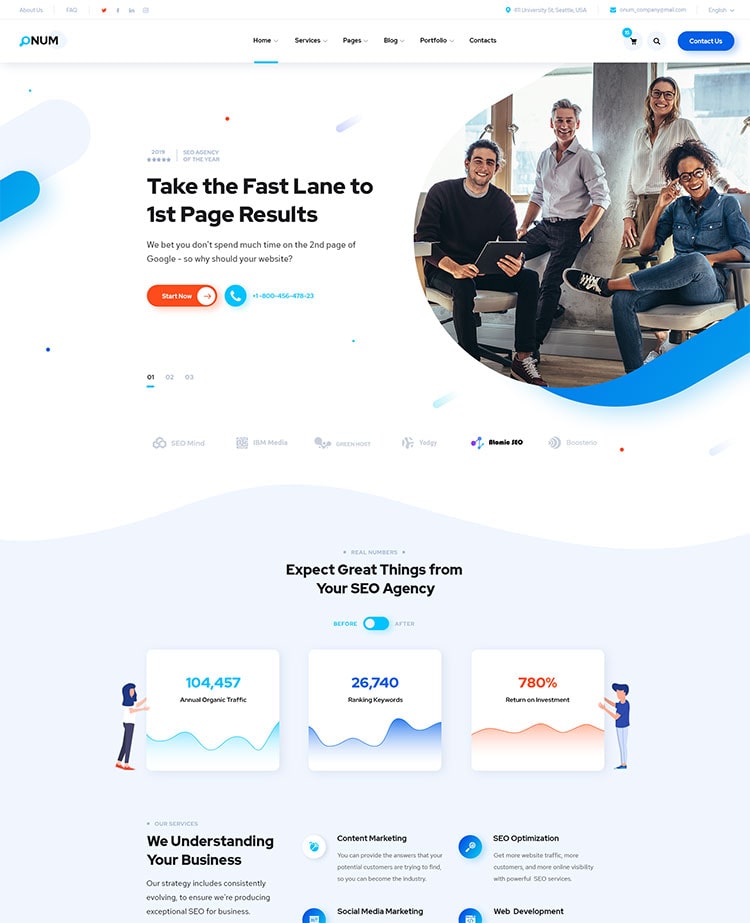 About Us FAQ 411 University St, Seattle, USA onum_company@mail.com English
ONUM Home Services Pages Blog Portfolio Contacts Contact Us
2019 SEO AGENCY
OF THE YEAR
Take the Fast Lane to
1st Page Results
We bet you don't spend much time on the 2nd page of
Google - so why should your website?
Start Now +1-800-456-478-23
01 02 03
SEO Mind IBM Media GREEN HOST Yedgy Atomic SEO Boosterio
REAL NUMBERS
Expect Great Things from
Your SEO Agency
BEFORE AFTER
104,457 26,740 780%
Annual Organic Traffic Ranking Keywords Return on Investment
OUR SERVICES
We Understanding
Your Business
Our strategy includes consistently
evolving, to ensure we're producing
exceptional SEO for business.
Content Marketing
You can provide the answers that your
potential customers are trying to find,
so you can become the industry.
SEO Optimization
Get more website traffic, more
customers, and more online visibility
with powerful SEO services.
Social Media Marketing
Web Development